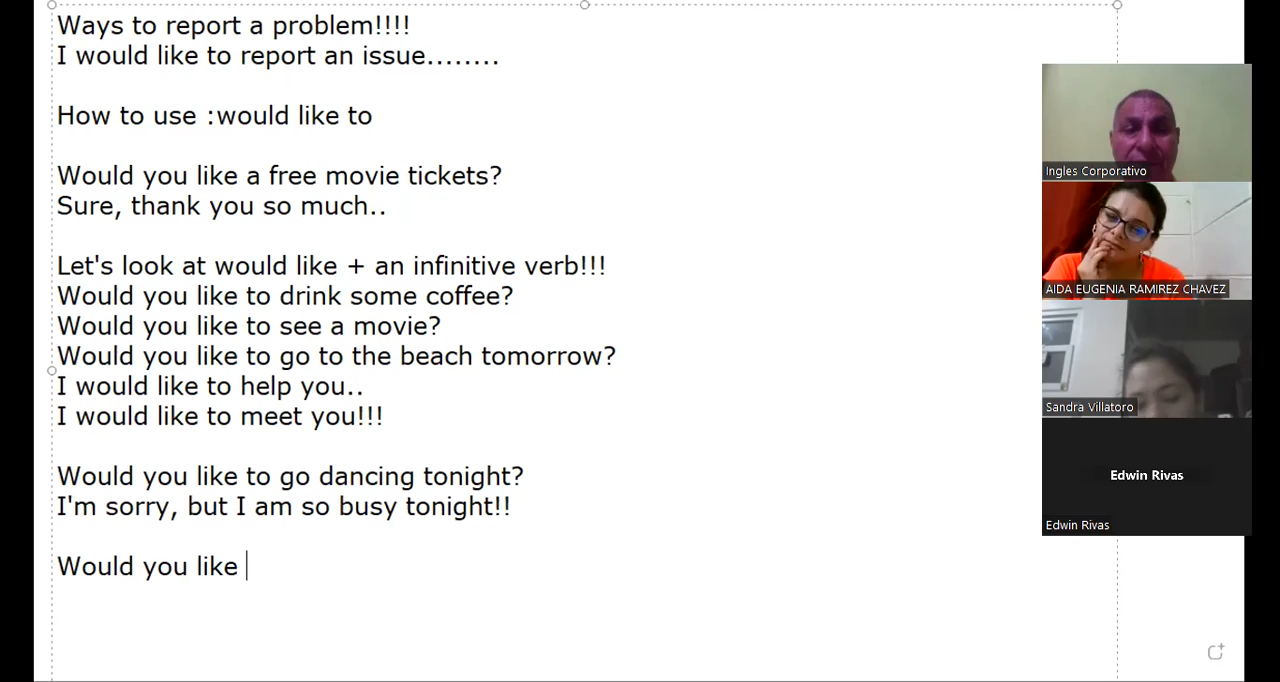 Ways to report a problem!!!!
I would like to report an issue........
How to use :would like to
Would you like a free movie tickets?
Sure, thank you so much..
Let's look at would like + an infinitive verb!!!
Would you like to drink some coffee?
Would you like to see a movie?
Would you like to go to the beach tomorrow?
I would like to help you..
I would like to meet you!!!
Would you like to go dancing tonight?
I'm sorry, but I am so busy tonight!!
Would you like
Ingles Corporativo
AIDA EUGENIA RAMIREZ CHAVEZ
Sandra Villatoro
Edwin Rivas
Edwin Rivas